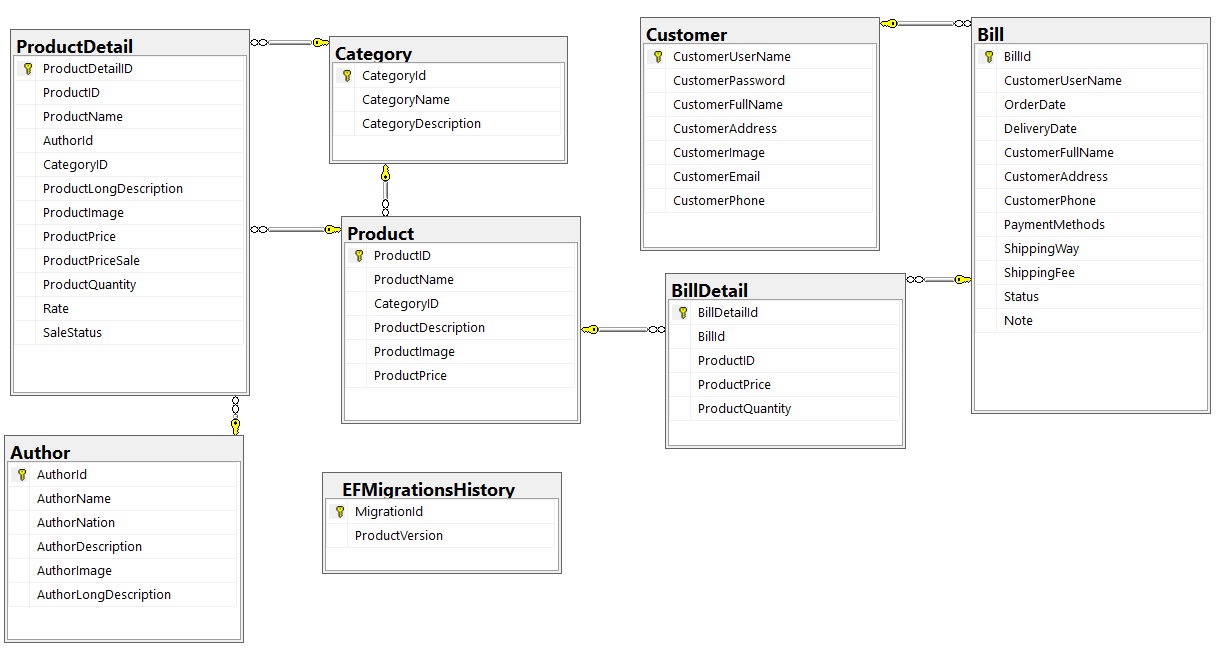 ProductDetail
ProductDetailID
ProductID
ProductName
AuthorId
CategoryID
ProductLongDescription
ProductImage
ProductPrice
ProductPriceSale
ProductQuantity
Rate
SaleStatus
Category
CategoryId
CategoryName
CategoryDescription
Customer
CustomerUserName
CustomerPassword
CustomerFullName
CustomerAddress
CustomerImage
CustomerEmail
CustomerPhone
Bill
BillId
CustomerUserName
OrderDate
DeliveryDate
CustomerFullName
CustomerAddress
CustomerPhone
PaymentMethods
ShippingWay
ShippingFee
Status
Note
Product
ProductID
ProductName
CategoryID
ProductDescription
ProductImage
ProductPrice
BillDetail
BillDetailId
BillId
ProductID
ProductPrice
ProductQuantity
Author
AuthorId
AuthorName
AuthorNation
AuthorDescription
AuthorImage
AuthorLongDescription
EFMigrationsHistory
MigrationId
ProductVersion